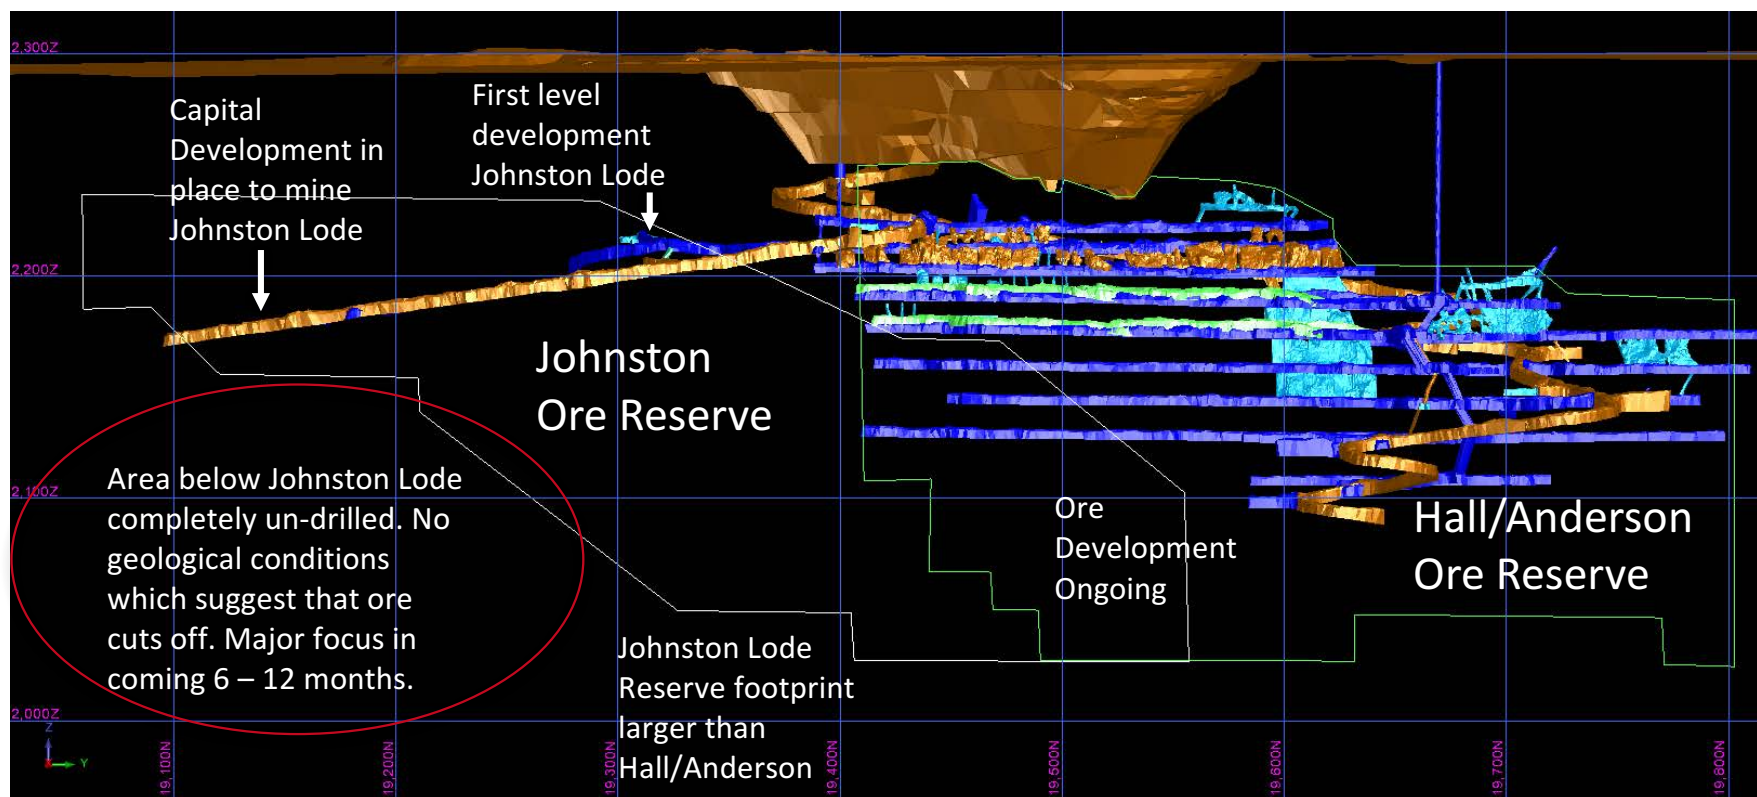 2,300Z
Capital
Development in
place to mine
Johnston Lode
First level
development
Johnston Lode
2,200Z
Johnston
Ore Reserve
Area below Johnston Lode
completely un-drilled. No
geological conditions
which suggest that ore
cuts off. Major focus in
coming 6 – 12 months.
2,100Z
Ore
Development
Ongoing
Hall/Anderson
Ore Reserve
Johnston Lode
Reserve footprint
larger than
Hall/Anderson
2,000Z
Z
Y
19,100N
19,200N
19,300N
19,400N
19,500N
19,600N
19,700N
19,800N